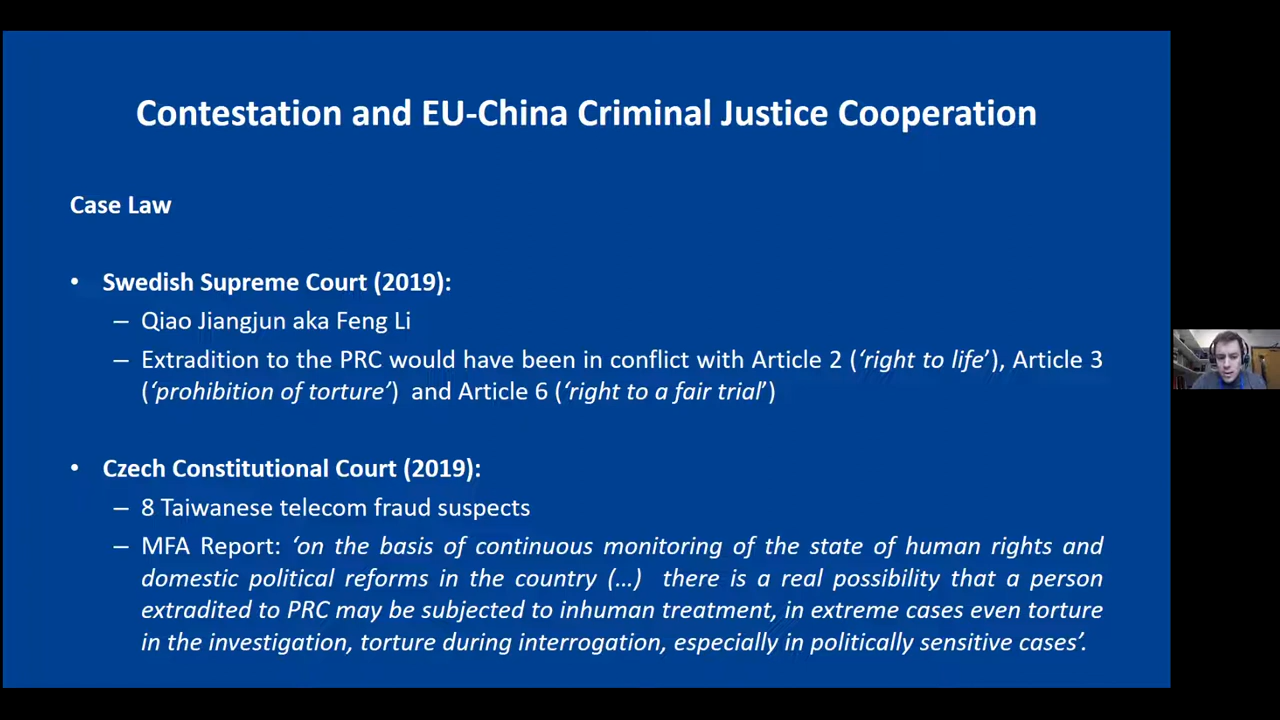 Contestation and EU-China Criminal Justice Cooperation
Case Law
• Swedish Supreme Court (2019):
– Qiao Jiangjun aka Feng Li
– Extradition to the PRC would have been in conflict with Article 2 (‘right to life’), Article 3
(‘prohibition of torture’)  and Article 6 (‘right to a fair trial’)
• Czech Constitutional Court (2019):
– 8 Taiwanese telecom fraud suspects
– MFA Report: ‘on the basis of continuous monitoring of the state of human rights and
domestic political reforms in the country (…)  there is a real possibility that a person
extradited to PRC may be subjected to inhuman treatment, in extreme cases even torture
in the investigation, torture during interrogation, especially in politically sensitive cases’.